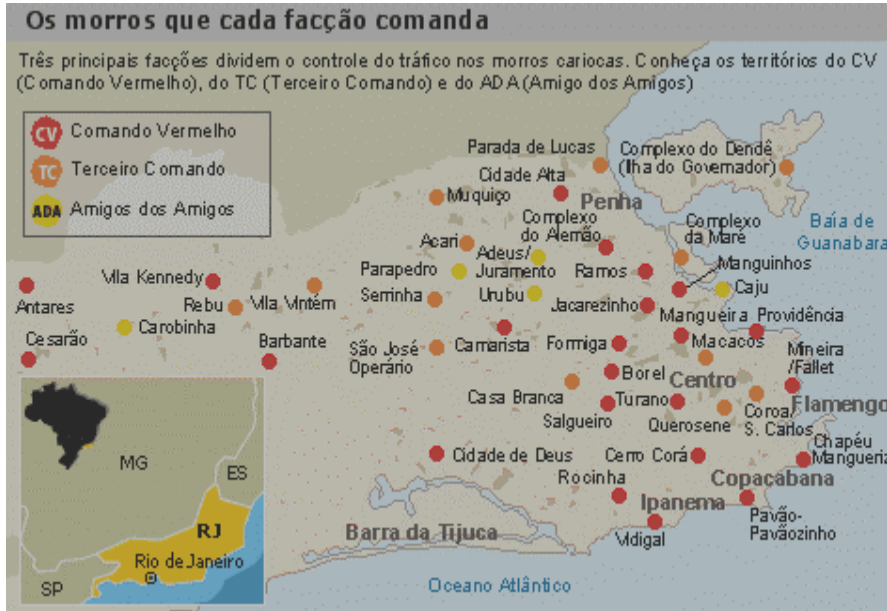 Os morros que cada facção comanda
Três principais facções dividem o controle do tráfico nos morros cariocas. Conheça os territórios do CV
(Comando Vermelho), do TC (Terceiro Comando) e do ADA(Amigo dos Amigos)
CV Comando Vermelho
TC Terceiro Comando
ADA Amigos dos Amigos
Parada de Lucas
Complexo do Dendê
(Ilha do Governador)
Cidade Alta
Muquiço
Penha
Complexo
do Alemão
Complexo
da Maré
Baía de
Guanabara
Acari
Adeus/
Juramento
Manguinhos
Parapedro
Ramos
Vila Kennedy
Antares
Rebu
Vila Vintém
Serrinha
Urubu
Caju
Jacarezinho
Carobinha
Mangueira
Providência
Cesarão
Barbante
São José
Operário
Camarista
Formiga
Macacos
Mineira
/Fallet
Borel
Centro
Casa Branca
Turano
Flamengo
Salgueiro
Querosene
Coroa/
S. Carlos
Chapéu
Mangueria
Cidade de Deus
Cerro Corá
Rocinha
Copacabana
Ipanema
Barra da Tijuca
Vidigal
Pavão-
Pavãozinho
Oceano Atlântico
MG
ES
RJ
Rio de Janeiro
SP